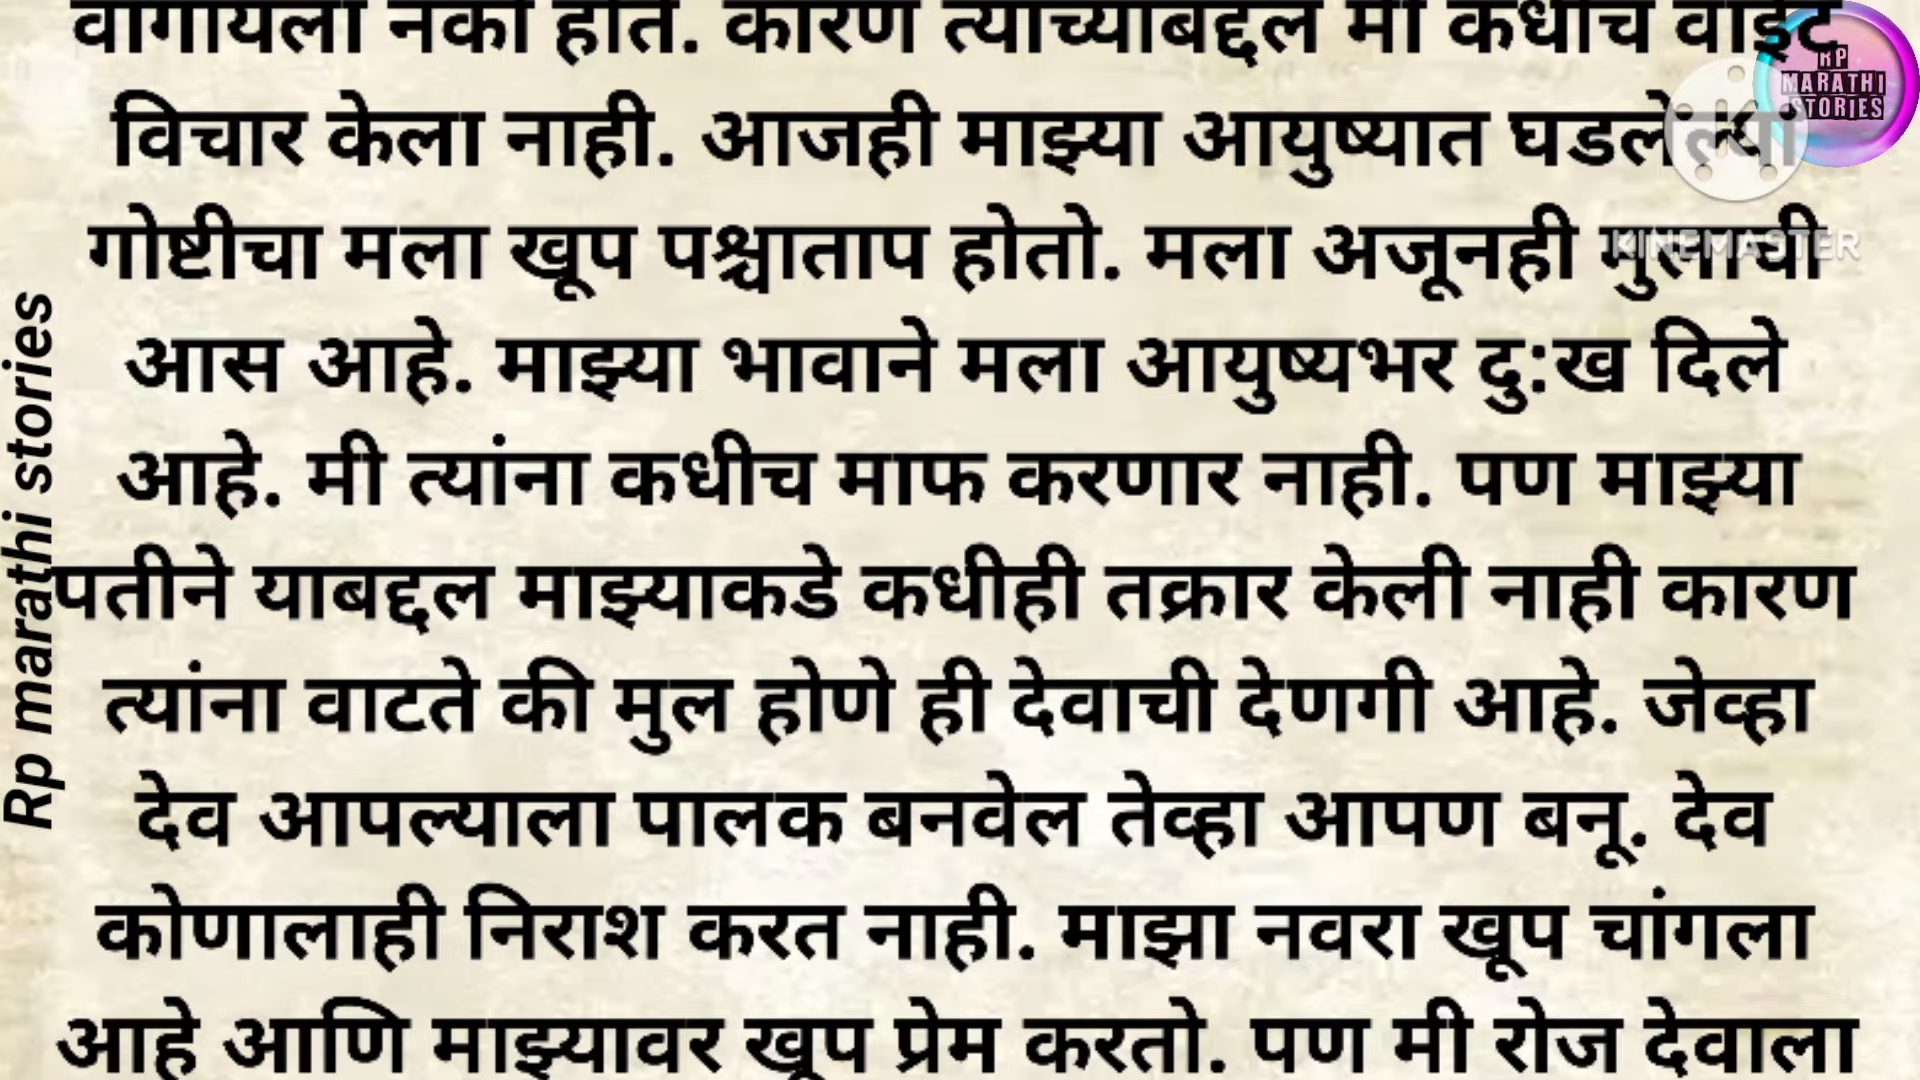 वागायला नको होते. कारण त्यांच्याबद्दल मी कधीच वाईट
विचार केला नाही. आजही माझ्या आयुष्यात घडलेल्या
गोष्टीचा मला खूप पश्चाताप होतो. मला अजूनही मुलाची
आस आहे. माझ्या भावाने मला आयुष्यभर दु:ख दिले
आहे. मी त्यांना कधीच माफ करणार नाही. पण माझ्या
पतीने याबद्दल माझ्याकडे कधीही तक्रार केली नाही कारण
त्यांना वाटते की मुल होणे ही देवाची देणगी आहे. जेव्हा
देव आपल्याला पालक बनवेल तेव्हा आपण बनू. देव
कोणालाही निराश करत नाही. माझा नवरा खूप चांगला
आहे आणि माझ्यावर खूप प्रेम करतो. पण मी रोज देवाला
Rp marathi stories
RP
MARATHI
STORIES
K
KINEMASTER